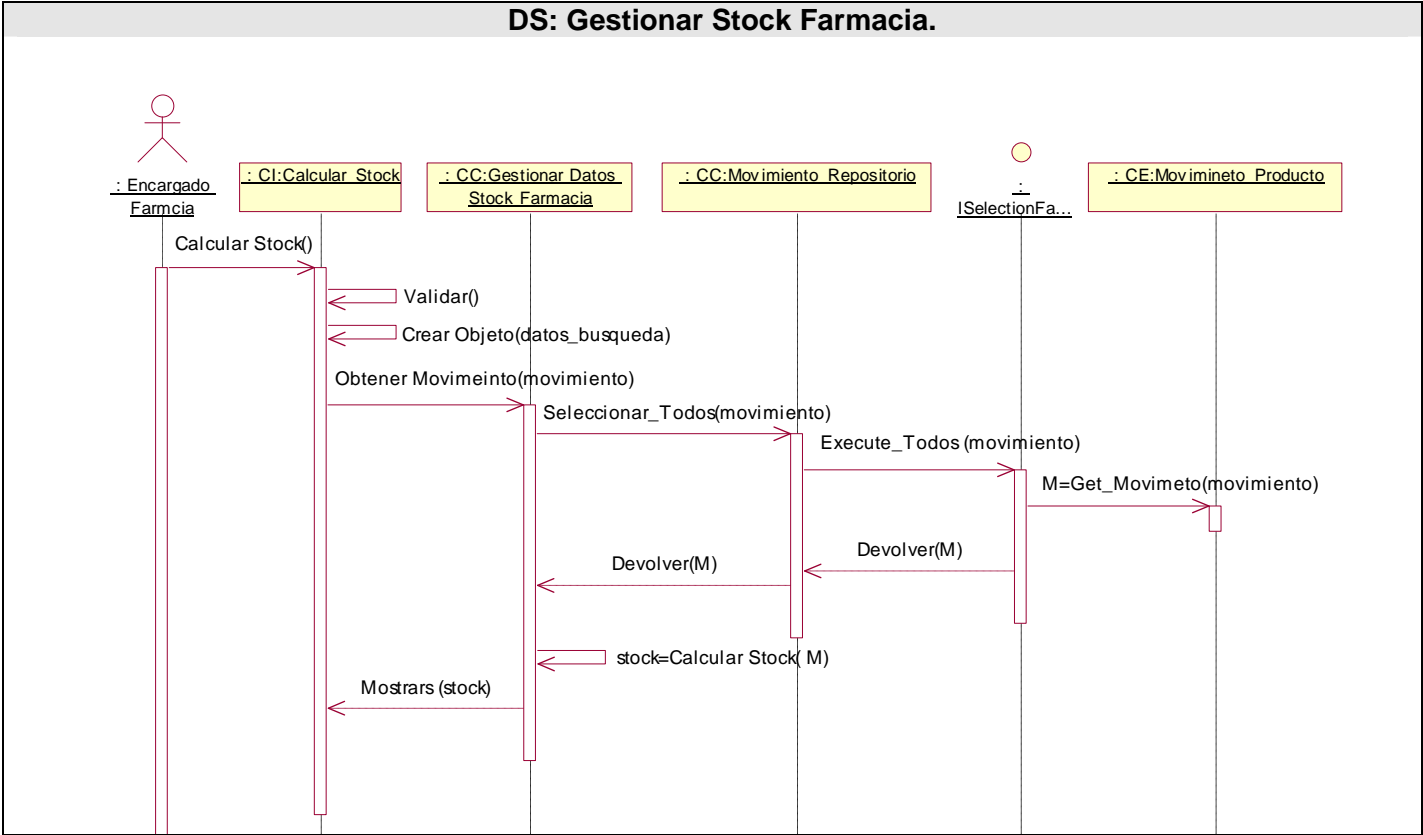 DS: Gestionar Stock Farmacia.
: Encargado
Farmcia
: CI:Calcular_Stock
: CC:Gestionar Datos
Stock Farmacia
: CC:Movimiento_Repositorio
:
ISelectionFa...
: CE:Movimineto_Producto
Calcular Stock()
Validar()
Crear Objeto(datos_busqueda)
Obtener Movimeinto(movimiento)
Seleccionar_Todos(movimiento)
Execute_Todos (movimiento)
M=Get_Movimeto(movimiento)
Devolver(M)
Devolver(M)
stock=Calcular Stock( M)
Mostrars (stock)